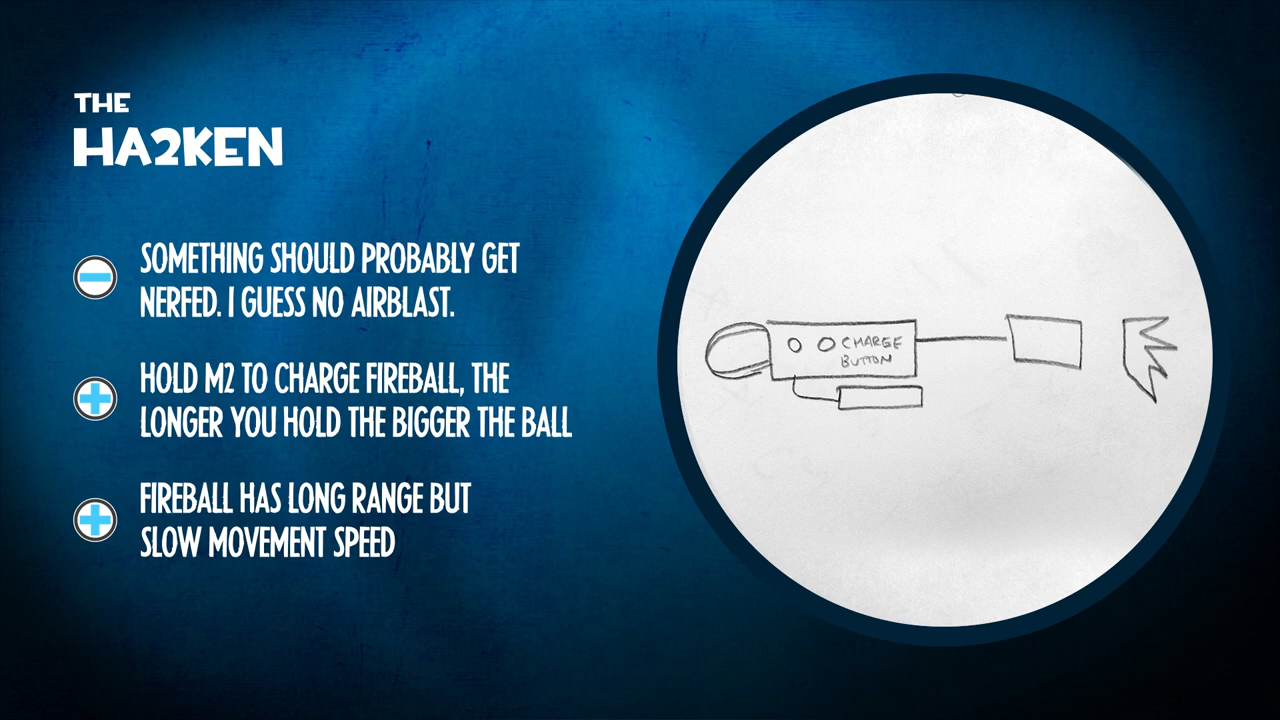 THE
HA2KEN
SOMETHING SHOULD PROBABLY GET
NERFED. I GUESS NO AIRBLAST.
HOLD M2 TO CHARGE FIREBALL, THE
LONGER YOU HOLD THE BIGGER THE BALL
FIREBALL HAS LONG RANGE BUT
SLOW MOVEMENT SPEED
CHARGE
BUTTON